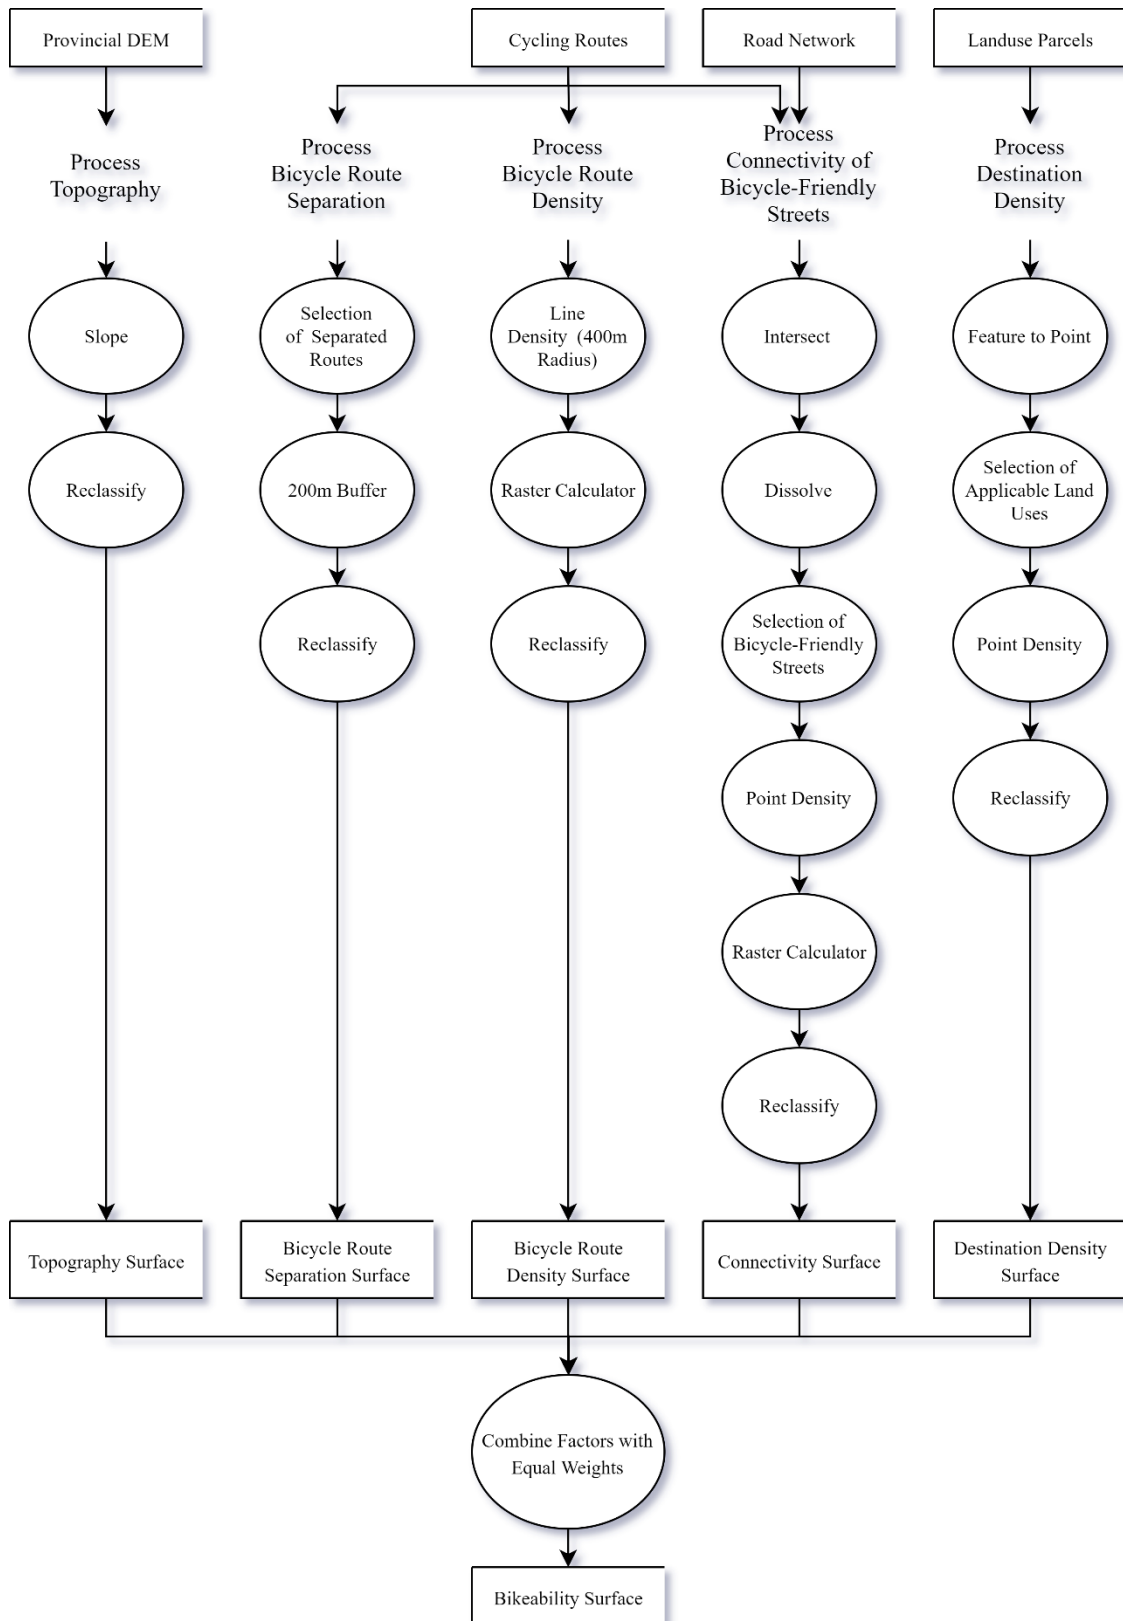 Provincial DEM
Cycling Routes
Road Network
Landuse Parcels
Process
Topography
Process
Bicycle Route
Separation
Process
Bicycle Route
Density
Process
Connectivity of
Bicycle-Friendly
Streets
Process
Destination
Density
Slope
Selection
of Separated
Routes
Line
Density (400m
Radius)
Intersect
Feature to Point
Reclassify
200m Buffer
Raster Calculator
Dissolve
Selection of
Applicable Land
Uses
Reclassify
Reclassify
Selection of
Bicycle-Friendly
Streets
Point Density
Point Density
Reclassify
Raster Calculator
Reclassify
Topography Surface
Bicycle Route
Separation Surface
Bicycle Route
Density Surface
Connectivity Surface
Destination Density
Surface
Combine Factors with
Equal Weights
Bikeability Surface